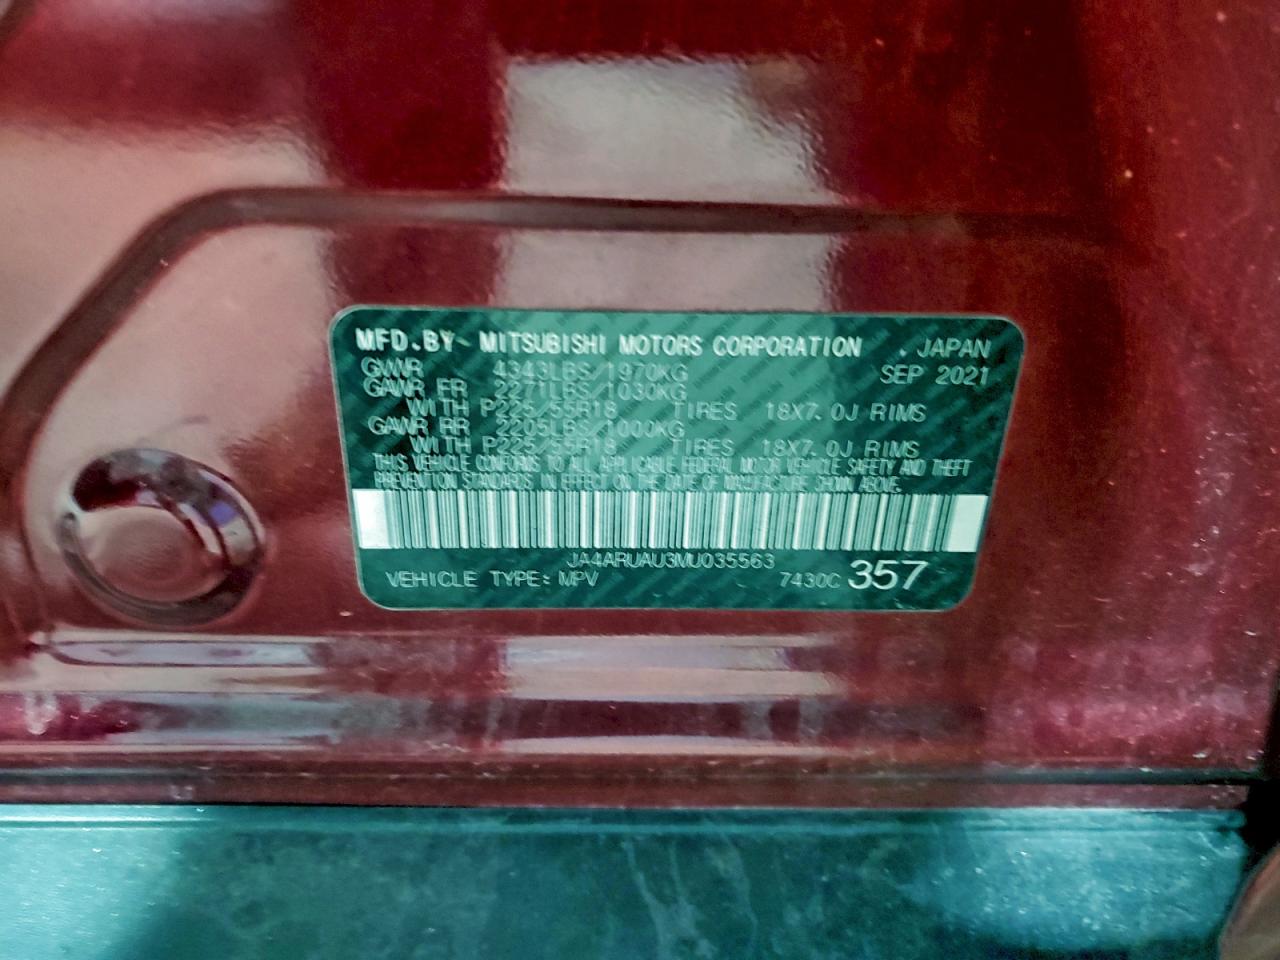 MFD.BY MITSUBISHI MOTORS CORPORATION . JAPAN
GVWR 4343LBS/1970KG SEP 2021
GAWR FR 2271LBS/1030KG
WITH P225/55R18 TIRES 18X7.0J RIMS
GAWR RR 2205LBS/1000KG
WITH P225/55R18 TIRES 18X7.0J RIMS
THIS VEHICLE CONFORMS TO ALL APPLICABLE FEDERAL MOTOR VEHICLE SAFETY AND THEFT
PREVENTION STANDARDS IN EFFECT ON THE DATE OF MANUFACTURE SHOWN ABOVE.
JA4ARUAU3MU035563
VEHICLE TYPE: MPV 7430C 357